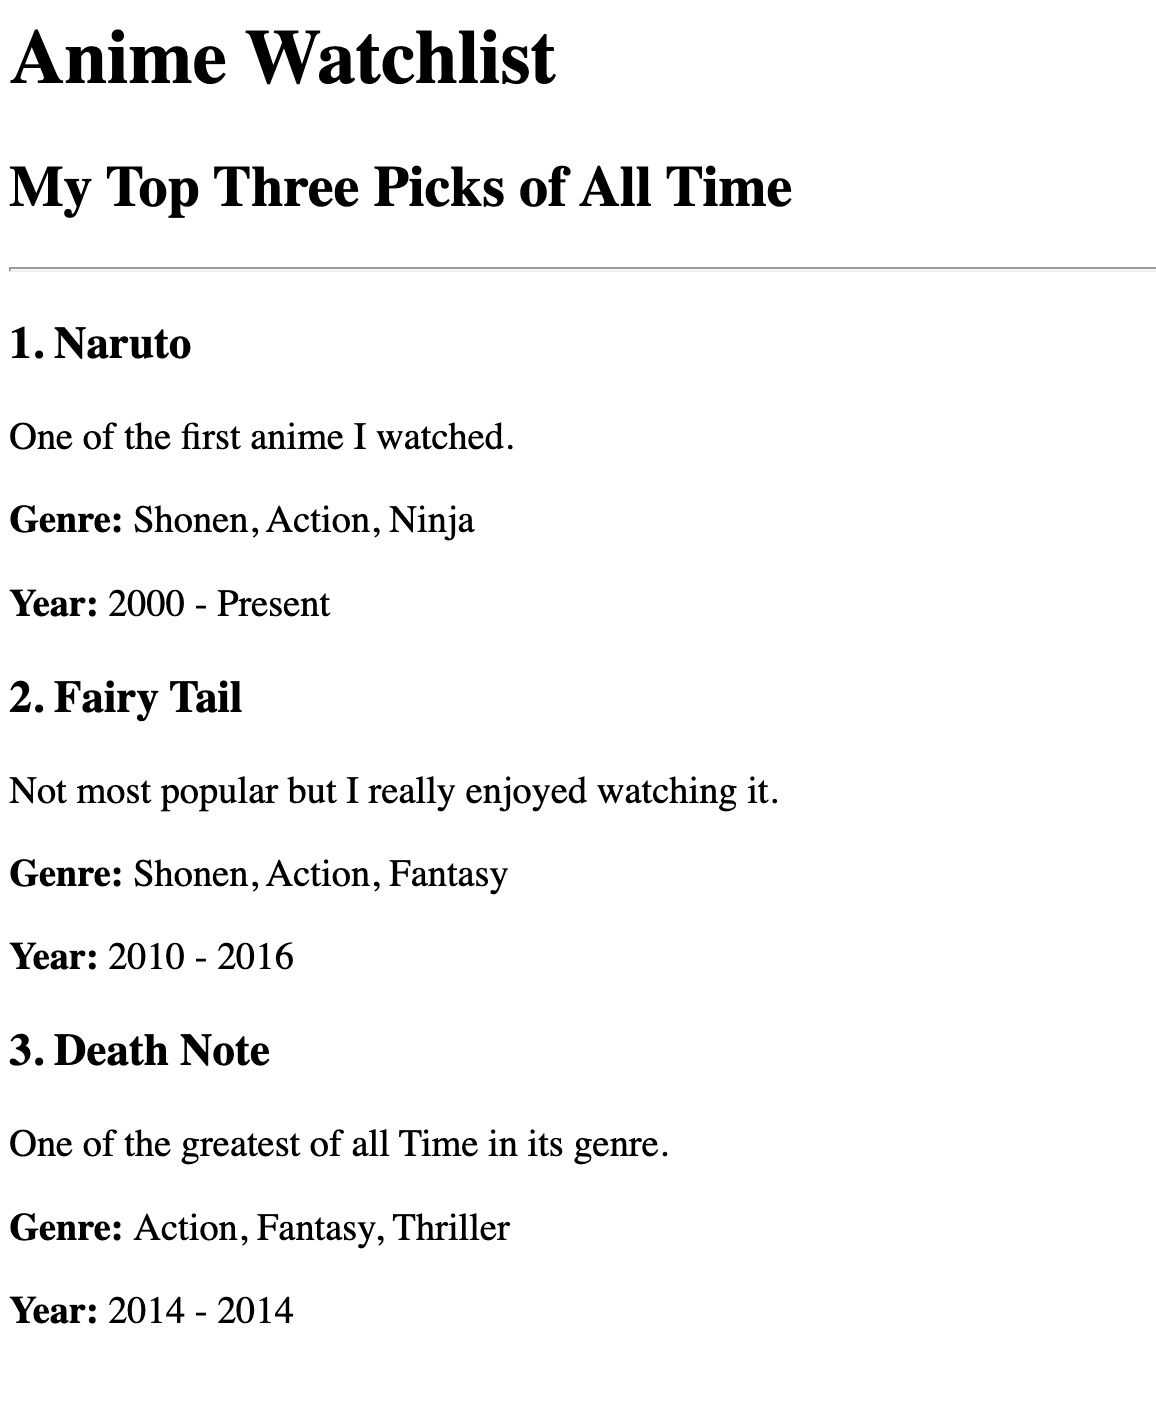 Anime Watchlist
My Top Three Picks of All Time
1. Naruto
One of the first anime I watched.
Genre: Shonen, Action, Ninja
Year: 2000 - Present
2. Fairy Tail
Not most popular but I really enjoyed watching it.
Genre: Shonen, Action, Fantasy
Year: 2010 - 2016
3. Death Note
One of the greatest of all Time in its genre.
Genre: Action, Fantasy, Thriller
Year: 2014 - 2014